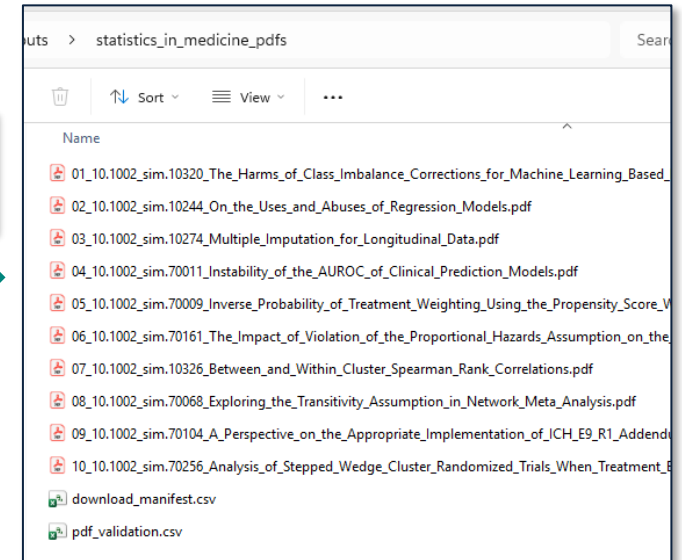 uts > statistics_in_medicine_pdfs Sear
Sort View ...
Name
01_10.1002_sim.10320_The_Harms_of_Class_Imbalance_Corrections_for_Machine_Learning_Based_
02_10.1002_sim.10244_On_the_Uses_and_Abuses_of_Regression_Models.pdf
03_10.1002_sim.10274_Multiple_Imputation_for_Longitudinal_Data.pdf
04_10.1002_sim.70011_Instability_of_the_AUROC_of_Clinical_Prediction_Models.pdf
05_10.1002_sim.70009_Inverse_Probability_of_Treatment_Weighting_Using_the_Propensity_Score_W
06_10.1002_sim.70161_The_Impact_of_Violation_of_the_Proportional_Hazards_Assumption_on_the_
07_10.1002_sim.10326_Between_and_Within_Cluster_Spearman_Rank_Correlations.pdf
08_10.1002_sim.70068_Exploring_the_Transitivity_Assumption_in_Network_Meta_Analysis.pdf
09_10.1002_sim.70104_A_Perspective_on_the_Appropriate_Implementation_of_ICH_E9_R1_Addendu
10_10.1002_sim.70256_Analysis_of_Stepped_Wedge_Cluster_Randomized_Trials_When_Treatment_E
download_manifest.csv
pdf_validation.csv